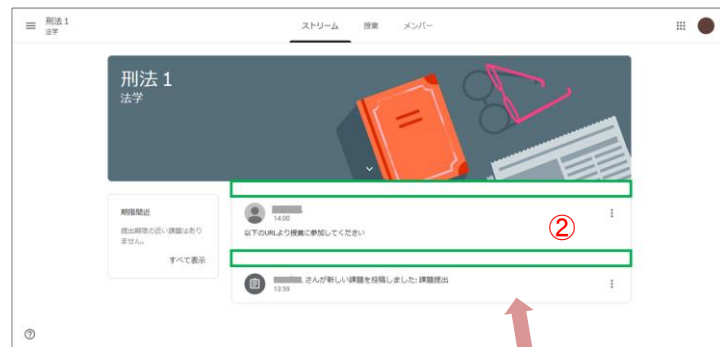 刑法 1
法学
ストリーム 授業 メンバー
刑法 1
法学
期限間近
提出期限の近い課題はありません。
すべて表示
14:00
以下のURLより授業に参加してください
②
さんが新しい課題を投稿しました: 課題提出
13:59